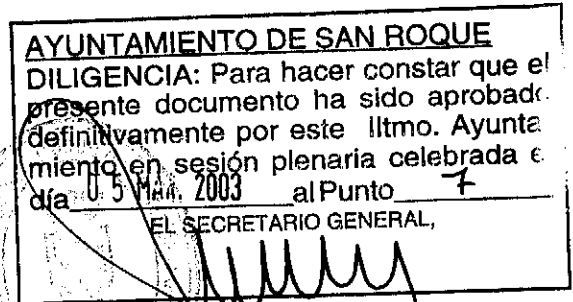 AYUNTAMIENTO DE SAN ROQUE
DILIGENCIA: Para hacer constar que el
presente documento ha sido aprobado
definitivamente por este Iltmo. Ayunta
miento en sesión plenaria celebrada e
día 05 MAR. 2003 al Punto 7
EL SECRETARIO GENERAL,